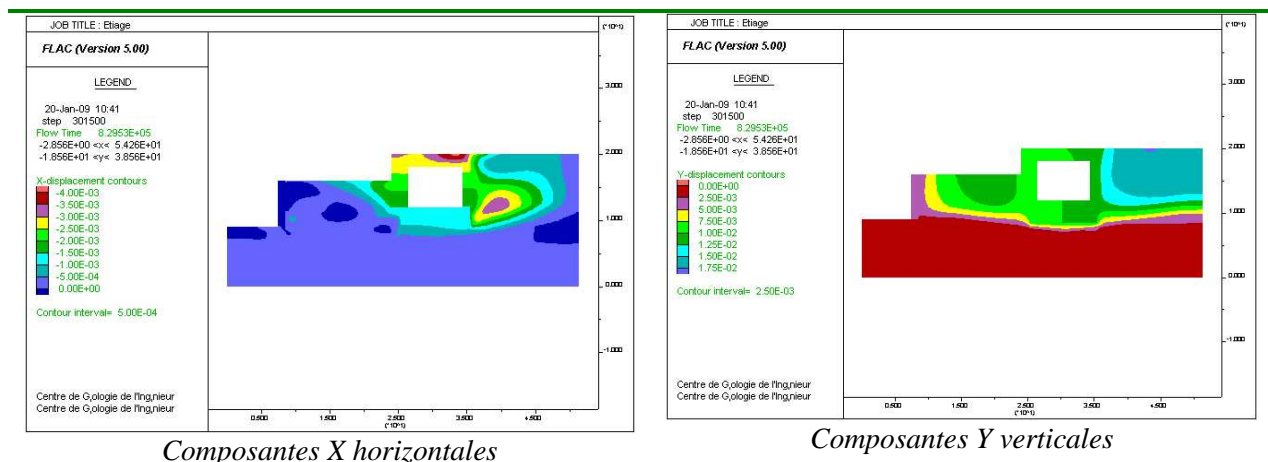 JOB TITLE : Etiage
(*10^1)
FLAC (Version 5.00)
LEGEND
20-Jan-09 10:41
step 301500
Flow Time 8.2953E+05
-2.856E+00 <x< 5.426E+01
-1.856E+01 <y< 3.856E+01
X-displacement contours
-4.00E-03
-3.50E-03
-3.00E-03
-2.50E-03
-2.00E-03
-1.50E-03
-1.00E-03
-5.00E-04
0.00E+00
Contour interval= 5.00E-04
Centre de G,ologie de l'Ing,nieur
Centre de G,ologie de l'Ing,nieur
3.000
2.000
1.000
0.000
-1.000
0.500
1.500
2.500
3.500
4.500
(*10^1)
Composantes X horizontales
JOB TITLE : Etiage
(*10^1)
FLAC (Version 5.00)
LEGEND
20-Jan-09 10:41
step 301500
Flow Time 8.2953E+05
-2.856E+00 <x< 5.426E+01
-1.856E+01 <y< 3.856E+01
Y-displacement contours
0.00E+00
2.50E-03
5.00E-03
7.50E-03
1.00E-02
1.25E-02
1.50E-02
1.75E-02
Contour interval= 2.50E-03
Centre de G,ologie de l'Ing,nieur
Centre de G,ologie de l'Ing,nieur
3.000
2.000
1.000
0.000
-1.000
0.500
1.500
2.500
3.500
4.500
(*10^1)
Composantes Y verticales